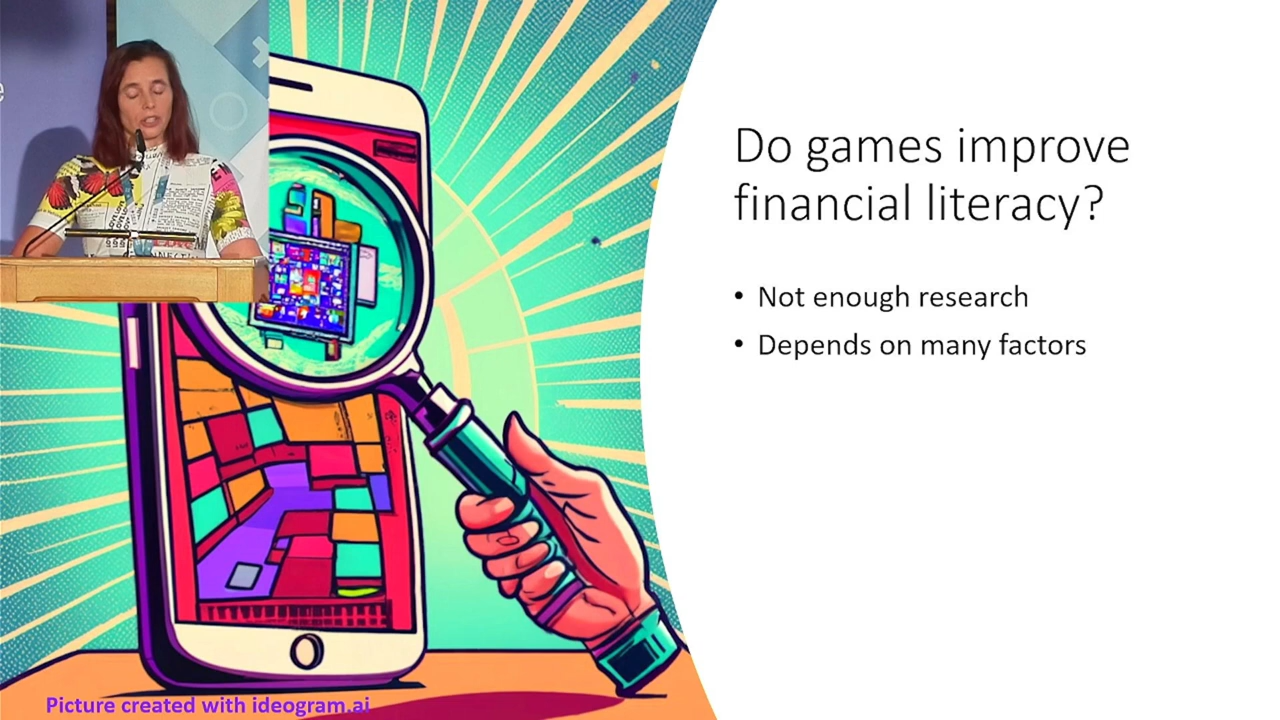 Do games improve
financial literacy?
• Not enough research
• Depends on many factors
Picture created with ideogram.ai